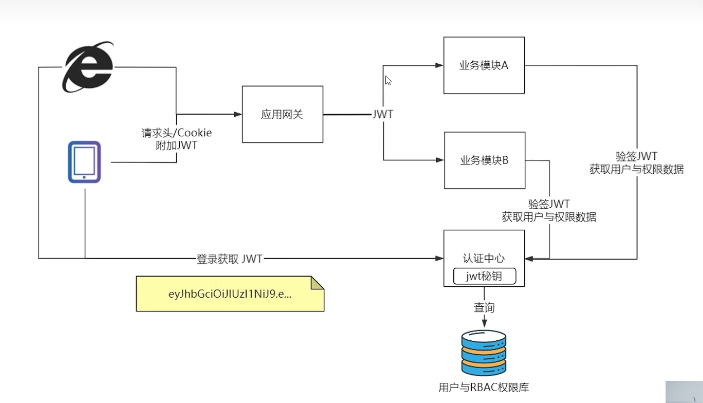 业务模块A
应用网关
JWT
请求头/Cookie
附加JWT
业务模块B
验签JWT
获取用户与权限数据
验签JWT
获取用户与权限数据
登录获取 JWT
认证中心
jwt秘钥
eyJhbGciOiJIUzI1NiJ9.e...
查询
用户与RBAC权限库